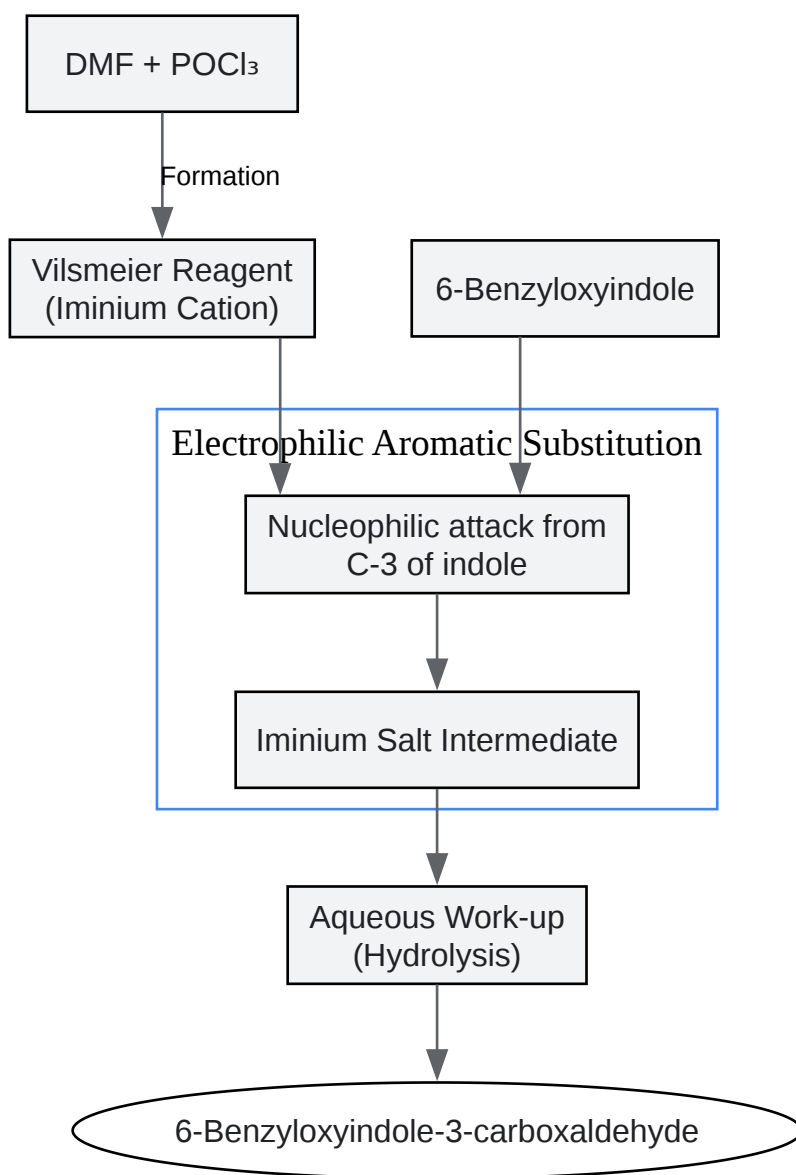 DMF + POCl₃
Formation
Vilsmeier Reagent
(Iminium Cation)
6-Benzyloxyindole
Electrophilic Aromatic Substitution
Nucleophilic attack from
C-3 of indole
Iminium Salt Intermediate
Aqueous Work-up
(Hydrolysis)
6-Benzyloxyindole-3-carboxaldehyde